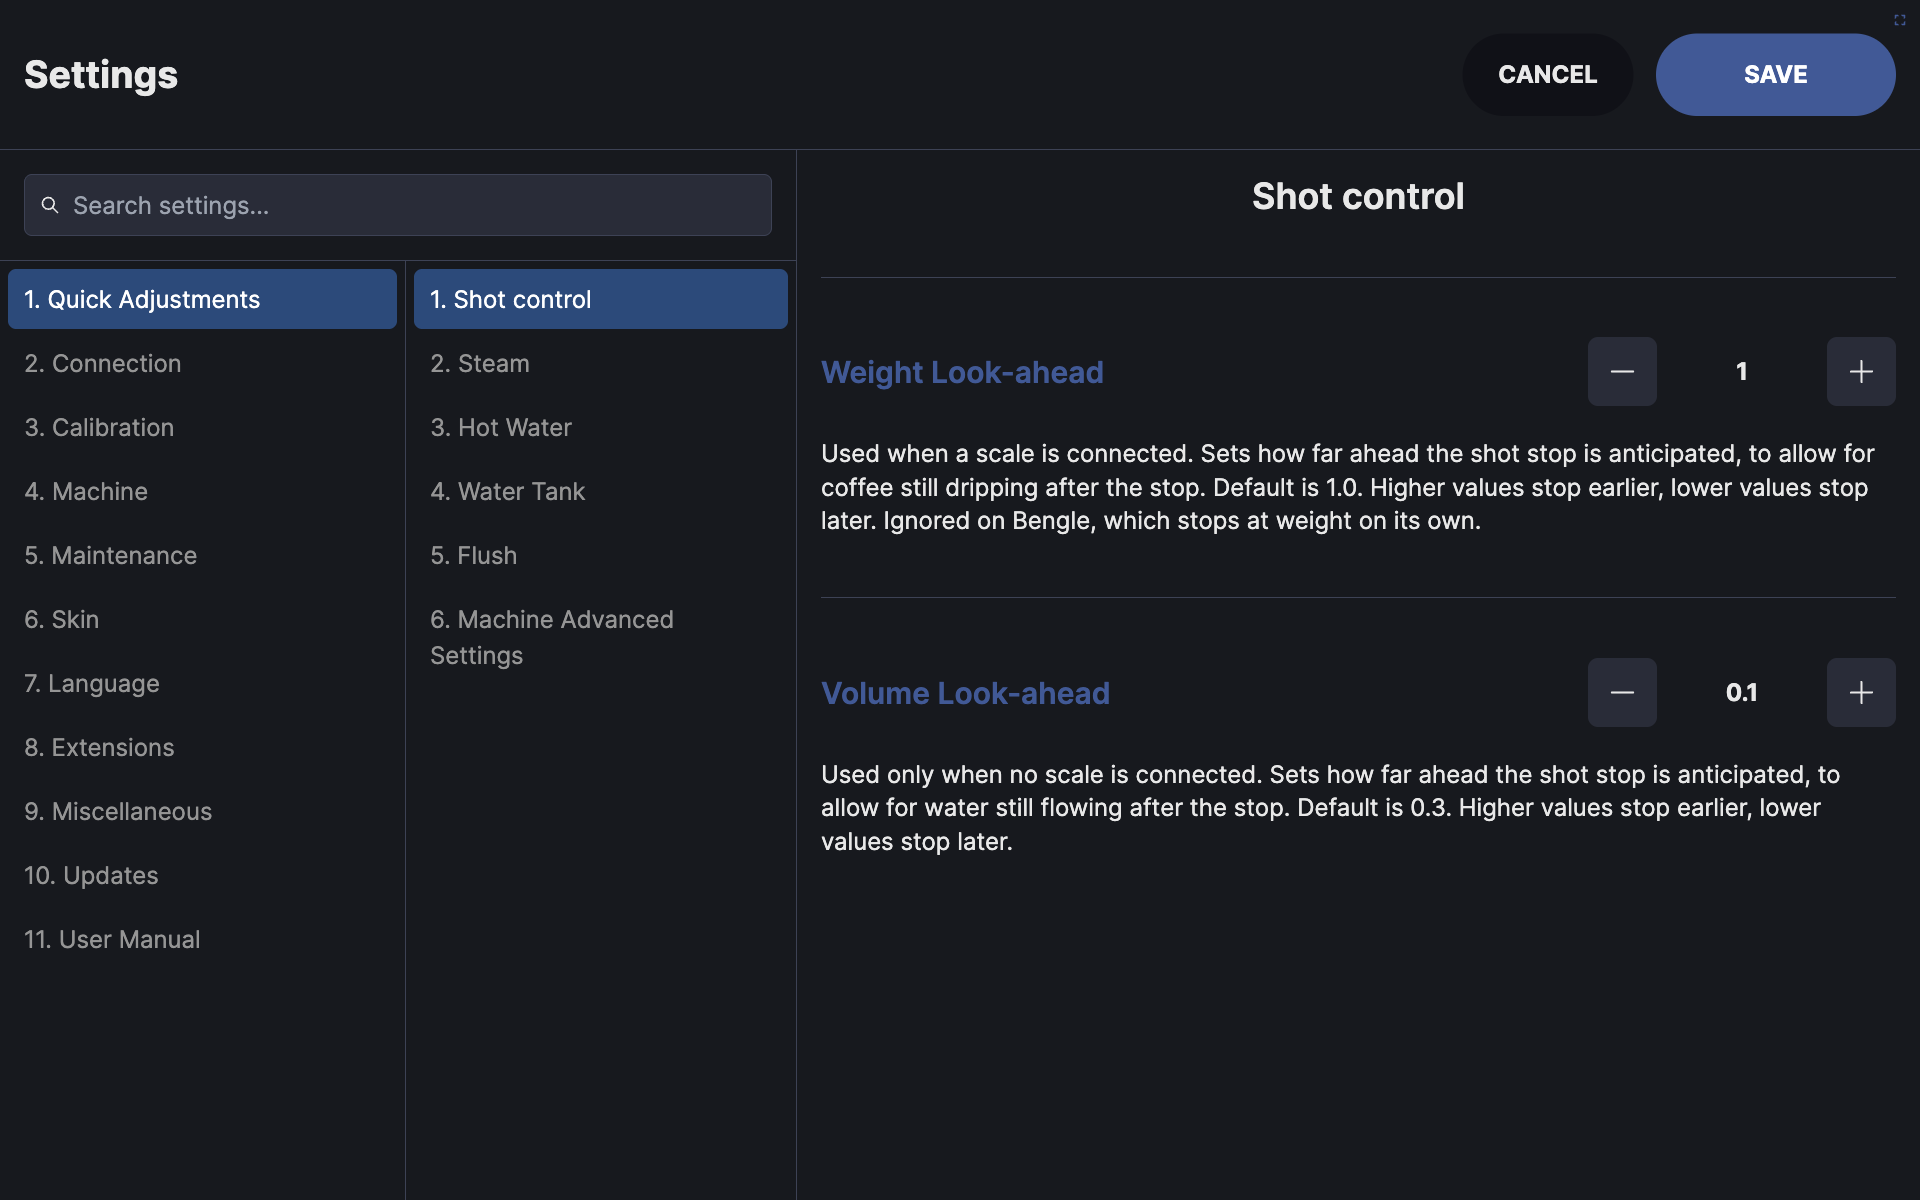 Settings
CANCEL
SAVE
Search settings...
1. Quick Adjustments
2. Connection
3. Calibration
4. Machine
5. Maintenance
6. Skin
7. Language
8. Extensions
9. Miscellaneous
10. Updates
11. User Manual
1. Shot control
2. Steam
3. Hot Water
4. Water Tank
5. Flush
6. Machine Advanced
Settings
Shot control
Weight Look-ahead
1
Used when a scale is connected. Sets how far ahead the shot stop is anticipated, to allow for
coffee still dripping after the stop. Default is 1.0. Higher values stop earlier, lower values stop
later. Ignored on Bengle, which stops at weight on its own.
Volume Look-ahead
0.1
Used only when no scale is connected. Sets how far ahead the shot stop is anticipated, to
allow for water still flowing after the stop. Default is 0.3. Higher values stop earlier, lower
values stop later.